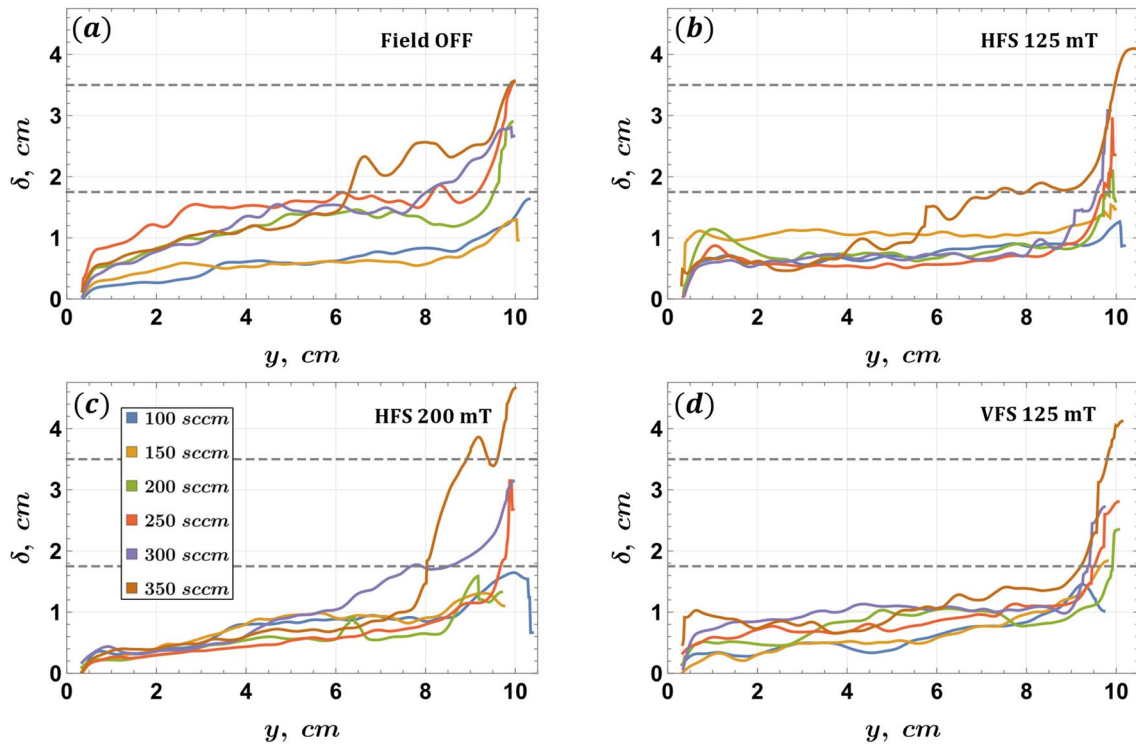 (a)
Field OFF
δ, cm
4
3
2
1
0
0 2 4 6 8 10
y, cm
(b)
HFS 125 mT
δ, cm
4
3
2
1
0
0 2 4 6 8 10
y, cm
(c)
HFS 200 mT
100 sccm
150 sccm
200 sccm
250 sccm
300 sccm
350 sccm
δ, cm
4
3
2
1
0
0 2 4 6 8 10
y, cm
(d)
VFS 125 mT
δ, cm
4
3
2
1
0
0 2 4 6 8 10
y, cm